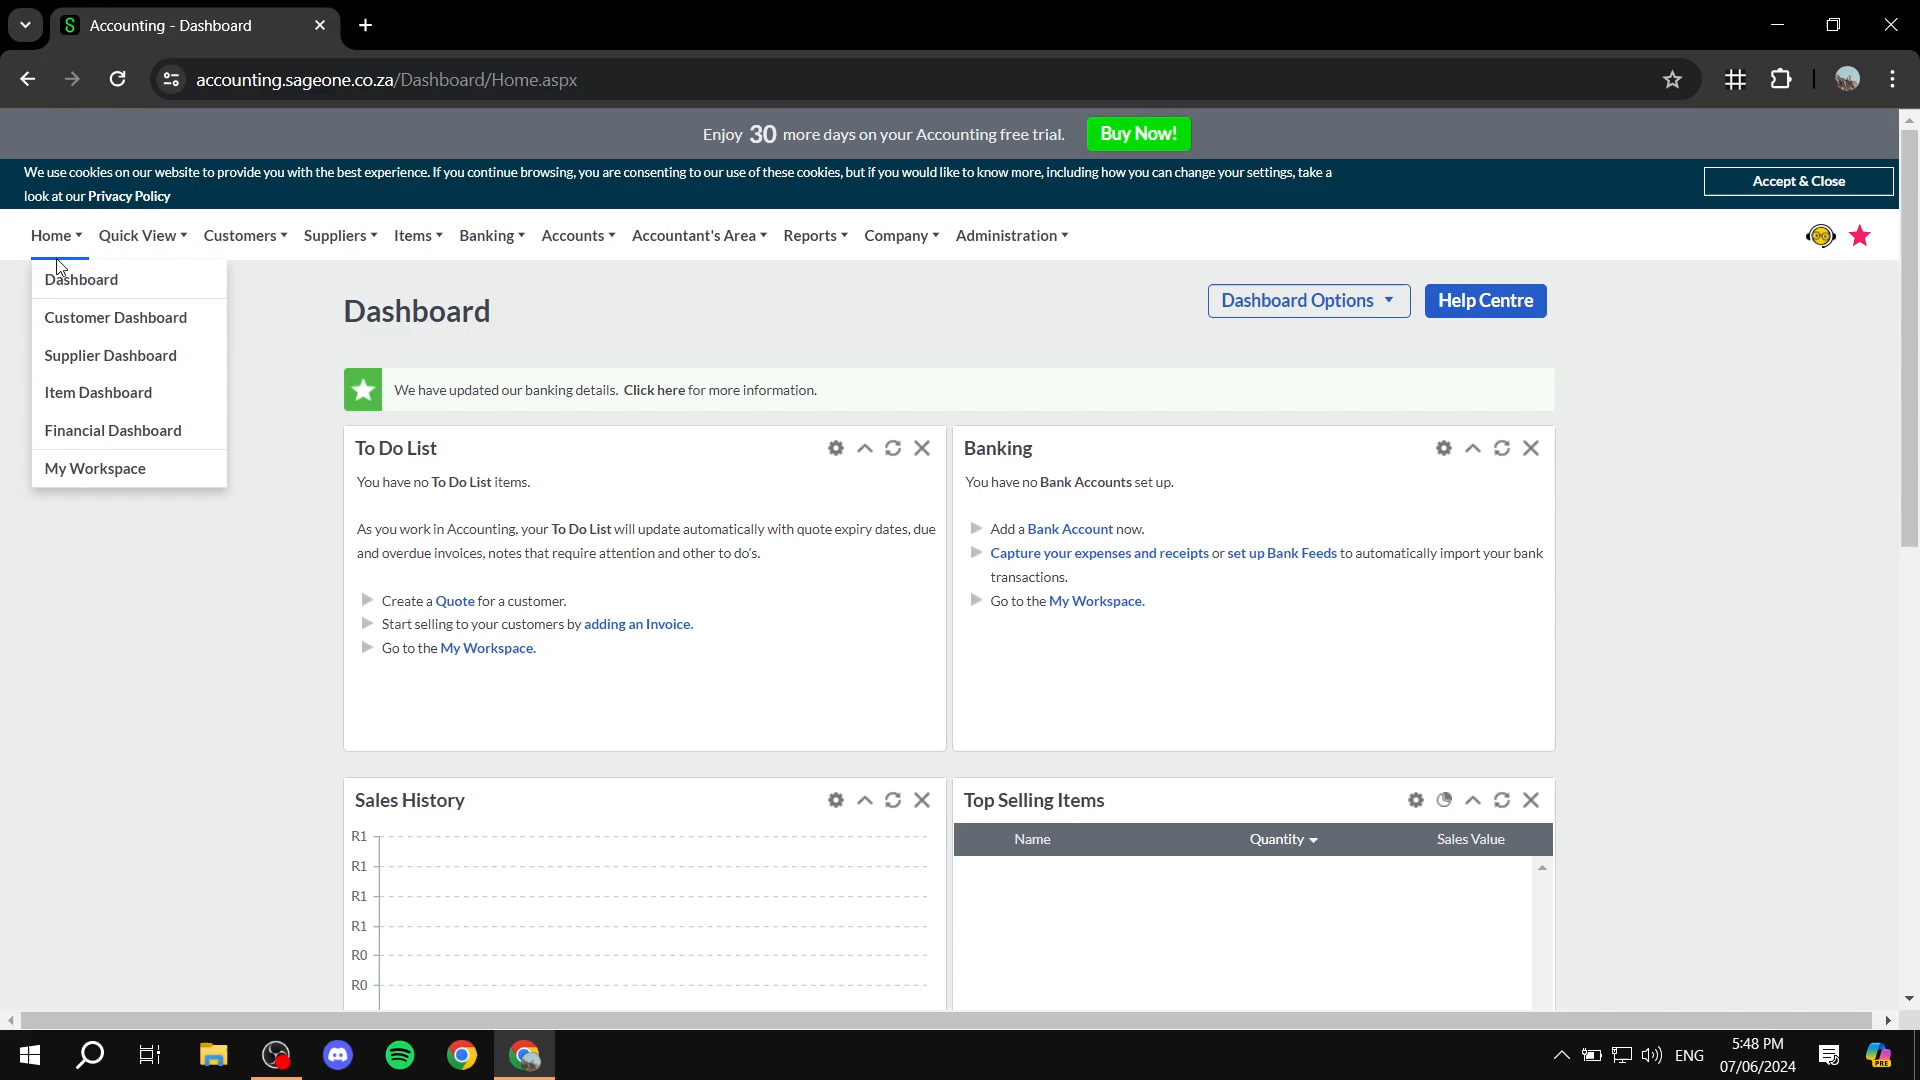 Accounting - Dashboard
accounting.sageone.co.za/Dashboard/Home.aspx
Enjoy 30 more days on your Accounting free trial. Buy Now!
We use cookies on our website to provide you with the best experience. If you continue browsing, you are consenting to our use of these cookies, but if you would like to know more, including how you can change your settings, take a
look at our Privacy Policy
Accept & Close
Home Quick View Customers Suppliers Items Banking Accounts Accountant's Area Reports Company Administration
Dashboard
Customer Dashboard
Supplier Dashboard
Item Dashboard
Financial Dashboard
My Workspace
Dashboard
Dashboard Options
Help Centre
We have updated our banking details. Click here for more information.
To Do List
You have no To Do List items.
As you work in Accounting, your To Do List will update automatically with quote expiry dates, due
and overdue invoices, notes that require attention and other to do's.
Create a Quote for a customer.
Start selling to your customers by adding an Invoice.
Go to the My Workspace.
Banking
You have no Bank Accounts set up.
Add a Bank Account now.
Capture your expenses and receipts or set up Bank Feeds to automatically import your bank
transactions.
Go to the My Workspace.
Sales History
R1
R1
R1
R1
R0
R0
Top Selling Items
Name Quantity Sales Value
ENG
5:48 PM
07/06/2024
PRE